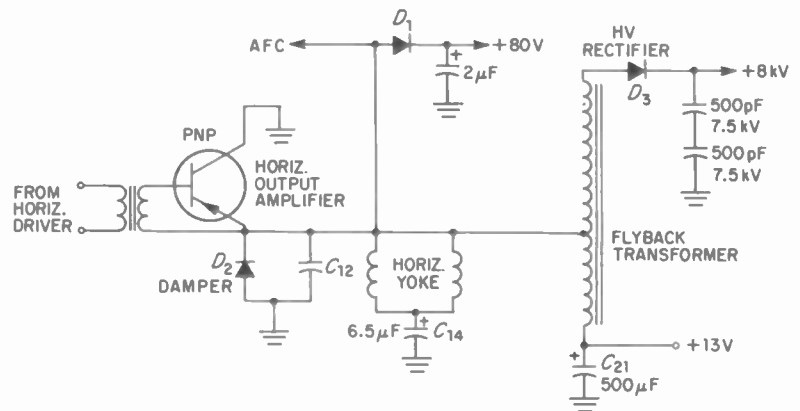 AFC
D1
+80V
+
2µF
HV
RECTIFIER
D3
+8kV
500pF
7.5kV
500pF
7.5kV
PNP
HORIZ.
OUTPUT
AMPLIFIER
FROM
HORIZ.
DRIVER
D2
DAMPER
C12
HORIZ.
YOKE
6.5µF
+
C14
FLYBACK
TRANSFORMER
+13V
+
C21
500µF